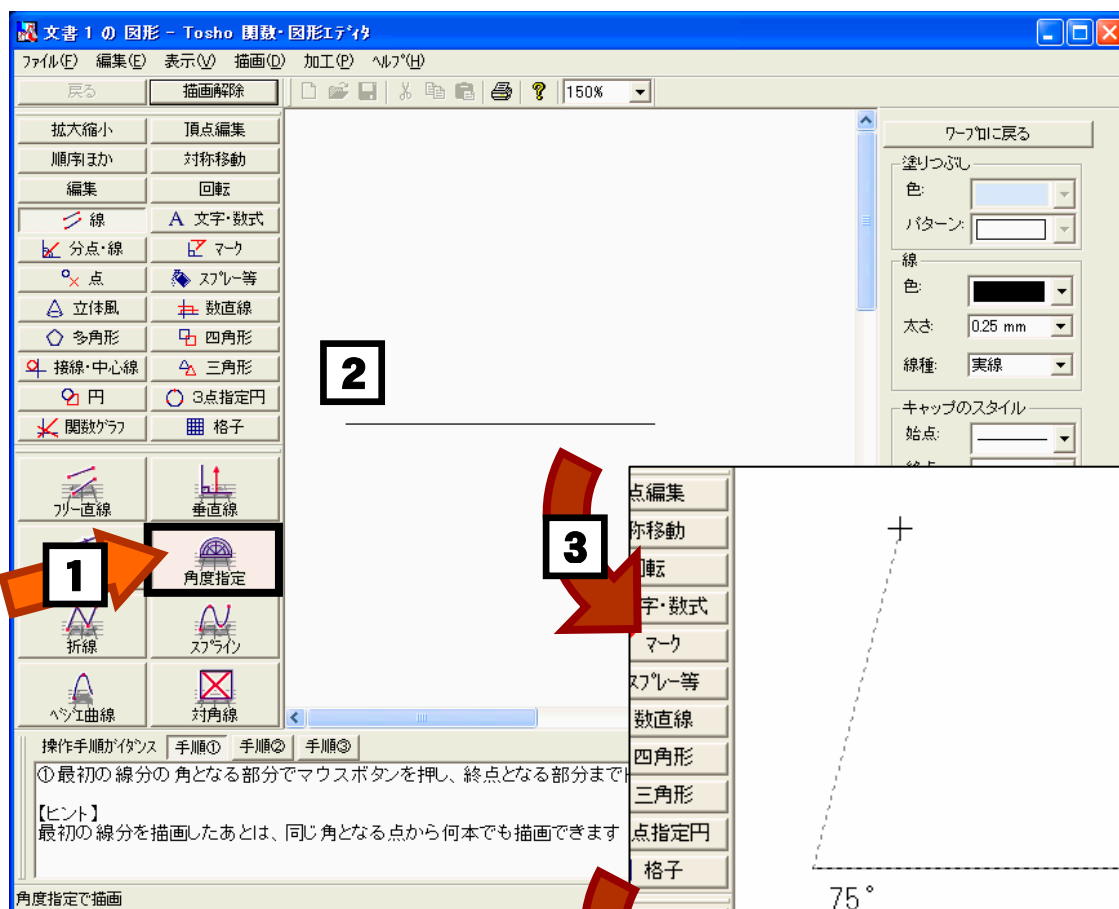 文書1 の 図形 - Tosho 関数・図形ｴﾃﾞｨﾀ
ﾌｧｲﾙ(F) 編集(E) 表示(V) 描画(D) 加工(P) ﾍﾙﾌﾟ(H)
戻る 描画解除 150%
拡大縮小 頂点編集
順序ほか 対称移動
編集 回転
線 A 文字・数式
分点・線 マーク
点 ｽﾌﾟﾚｰ等
立体風 数直線
多角形 四角形
接線・中心線 三角形
円 3点指定円
関数ｸﾞﾗﾌ 格子
ﾌﾘｰ直線 垂直線
角度指定
折線 ｽﾌﾟﾗｲﾝ
ﾍﾞｼﾞｴ曲線 対角線
1
2
3
ﾜｰﾌﾟﾛに戻る
塗りつぶし
色:
パターン:
線
色:
太さ: 0.25 mm
線種: 実線
キャップのスタイル
始点:
点編集
称移動
回転
字・数式
マーク
ｽﾌﾟﾚｰ等
数直線
四角形
三角形
点指定円
格子
75°
操作手順ｶﾞｲﾀﾞﾝｽ 手順① 手順② 手順③
①最初の線分の角となる部分でマウスボタンを押し、終点となる部分まで
【ヒント】
最初の線分を描画したあとは、同じ角となる点から何本でも描画できます
角度指定で描画